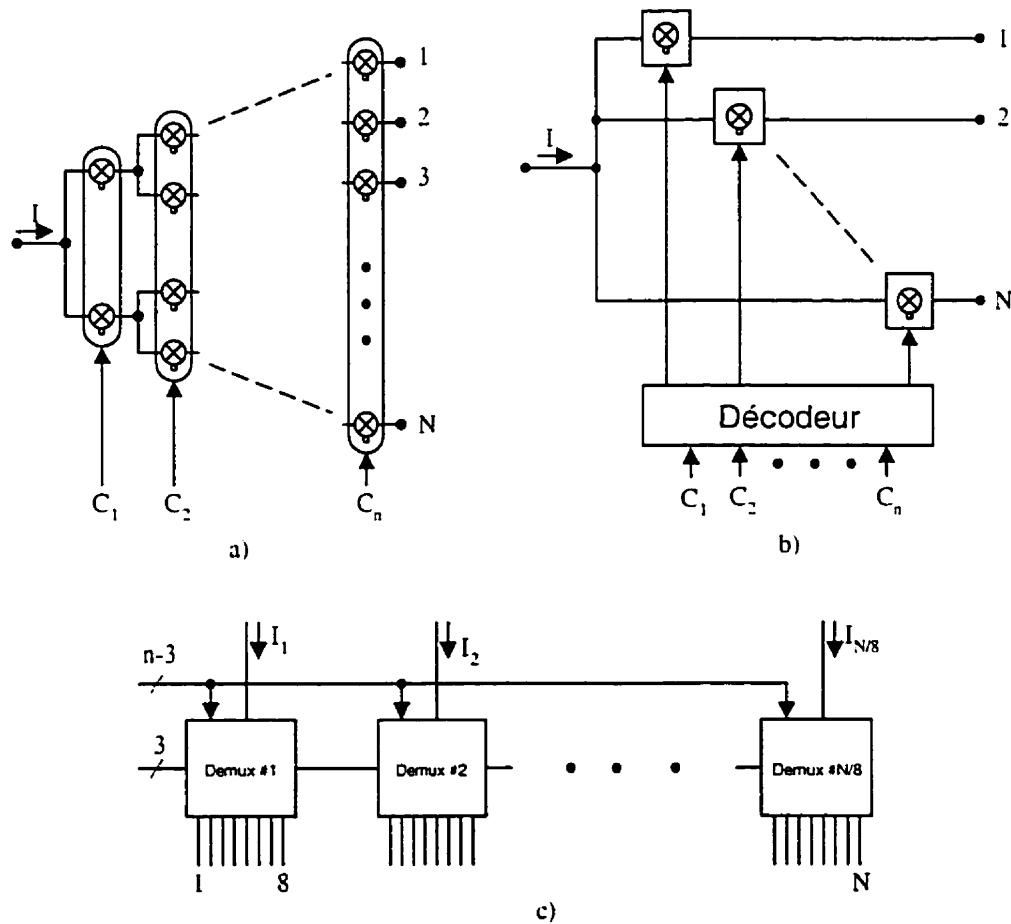 I
1
2
3
N
C₁
C₂
Cₙ
a)
I
1
2
N
Décodeur
C₁
C₂
Cₙ
b)
n-3
3
I₁
I₂
I_N/8
Demux #1
Demux #2
Demux #N/8
1
8
N
c)